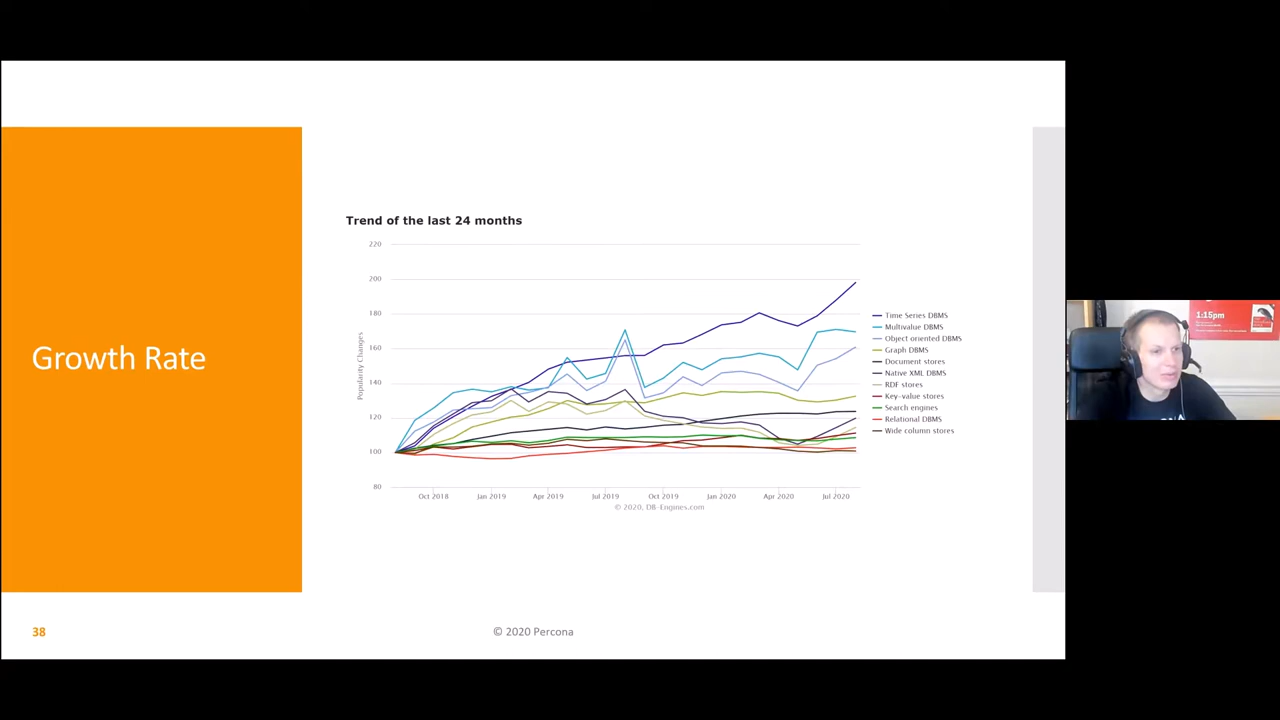 Growth Rate
Trend of the last 24 months
Popularity Changes
220
200
180
160
140
120
100
80
Oct 2018
Jan 2019
Apr 2019
Jul 2019
Oct 2019
Jan 2020
Apr 2020
Jul 2020
© 2020, DB-Engines.com
Time Series DBMS
Multivalue DBMS
Object oriented DBMS
Graph DBMS
Document stores
Native XML DBMS
RDF stores
Key-value stores
Search engines
Relational DBMS
Wide column stores
38
© 2020 Percona
1:15pm